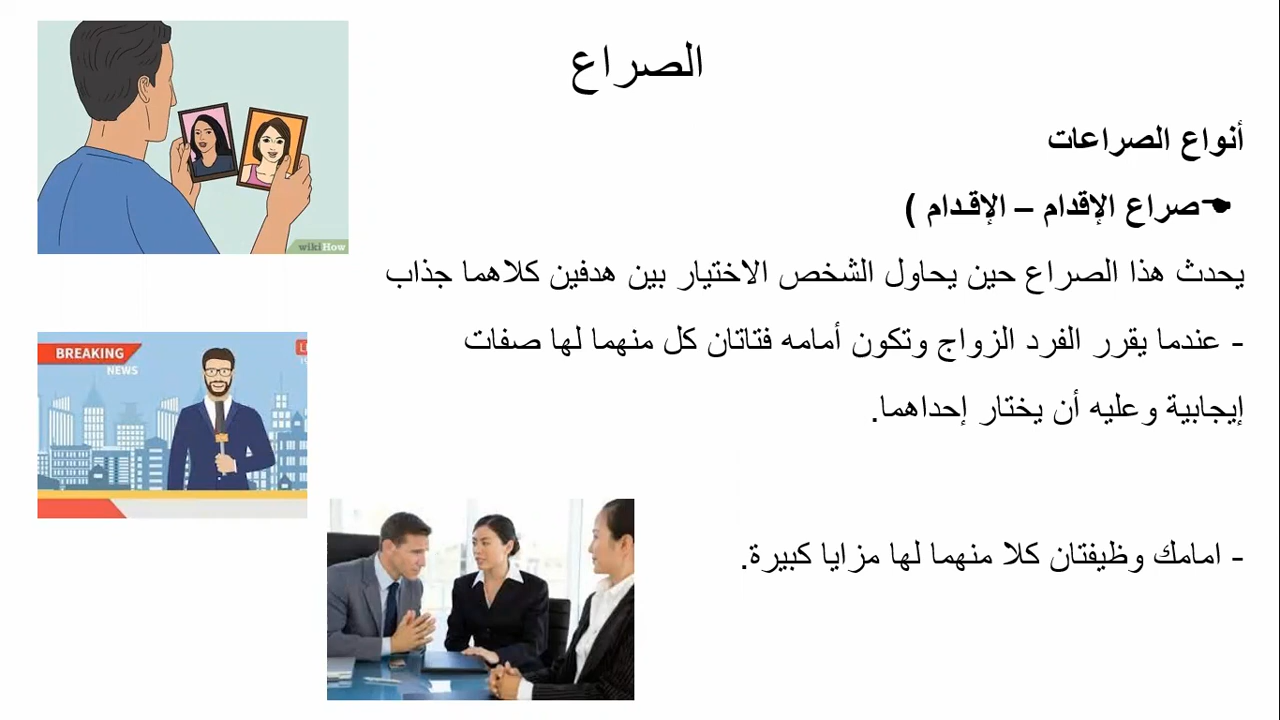 الصراع
أنواع الصراعات
صراع الإقدام – الإقدام )
يحدث هذا الصراع حين يحاول الشخص الاختيار بين هدفين كلاهما جذاب
- عندما يقرر الفرد الزواج وتكون أمامه فتاتان كل منهما لها صفات
إيجابية وعليه أن يختار إحداهما.
- امامك وظيفتان كلا منهما لها مزايا كبيرة.
wikiHow
BREAKING
NEWS